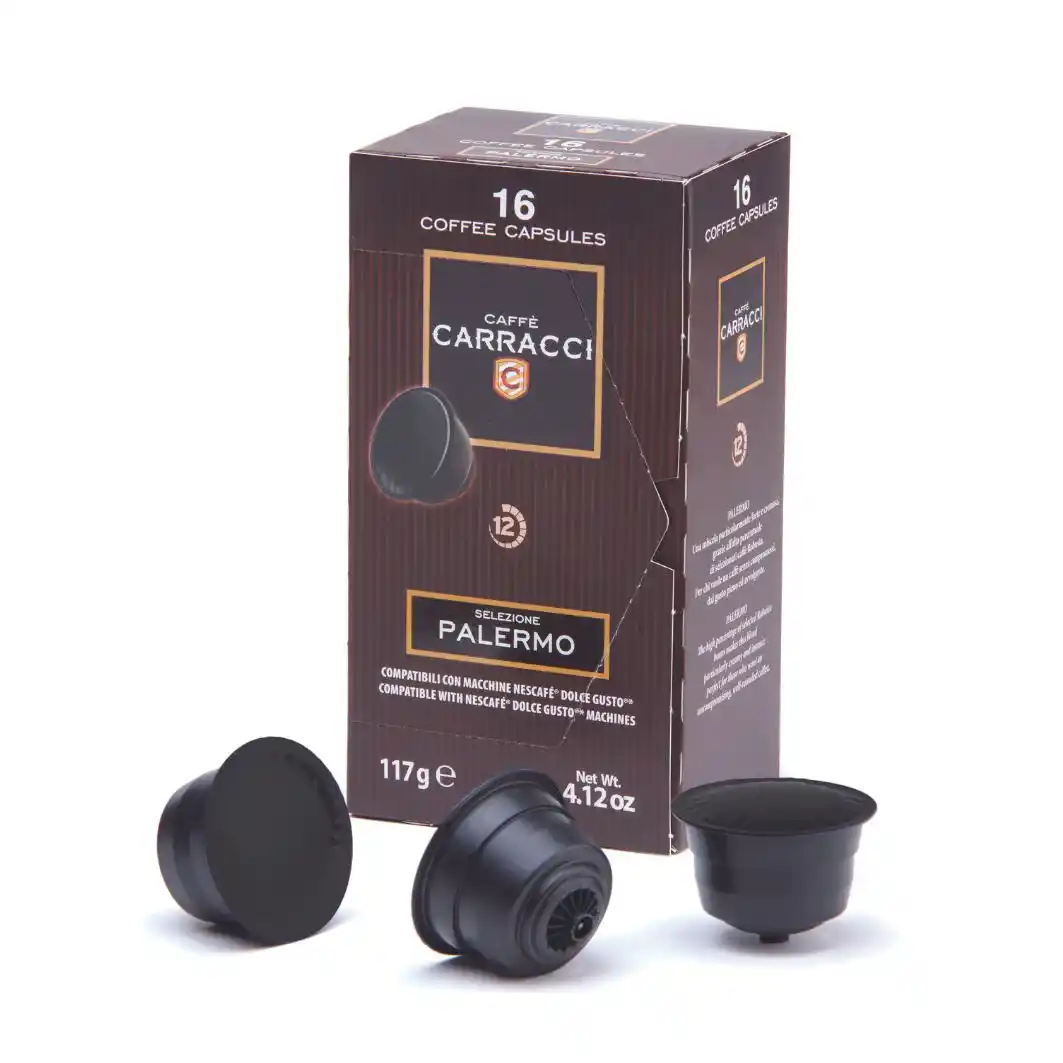 CAFFÈ
CARRACCI
16
COFFEE CAPSULES
PALERMO
16
COFFEE CAPSULES
CAFFÈ
CARRACCI
C
12
SELEZIONE
PALERMO
COMPATIBILI CON MACCHINE NESCAFÉ® DOLCE GUSTO®*
COMPATIBLE WITH NESCAFÉ® DOLCE GUSTO®* MACHINES
117g ℮
Net Wt.
4.12 oz
16
COFFEE CAPSULES
CAFFÈ
CARRACCI
C
12
PALERMO
Una miscela particolarmente forte e cremosa,
grazie all'alta percentuale
di selezionati caffè Robusta.
Per chi vuole un caffè senza compromessi,
dal gusto pieno ed avvolgente.
PALERMO
The high percentage of selected Robusta
beans makes this blend
particularly creamy and intense:
perfect for those who want an
uncompromising, well-rounded coffee.